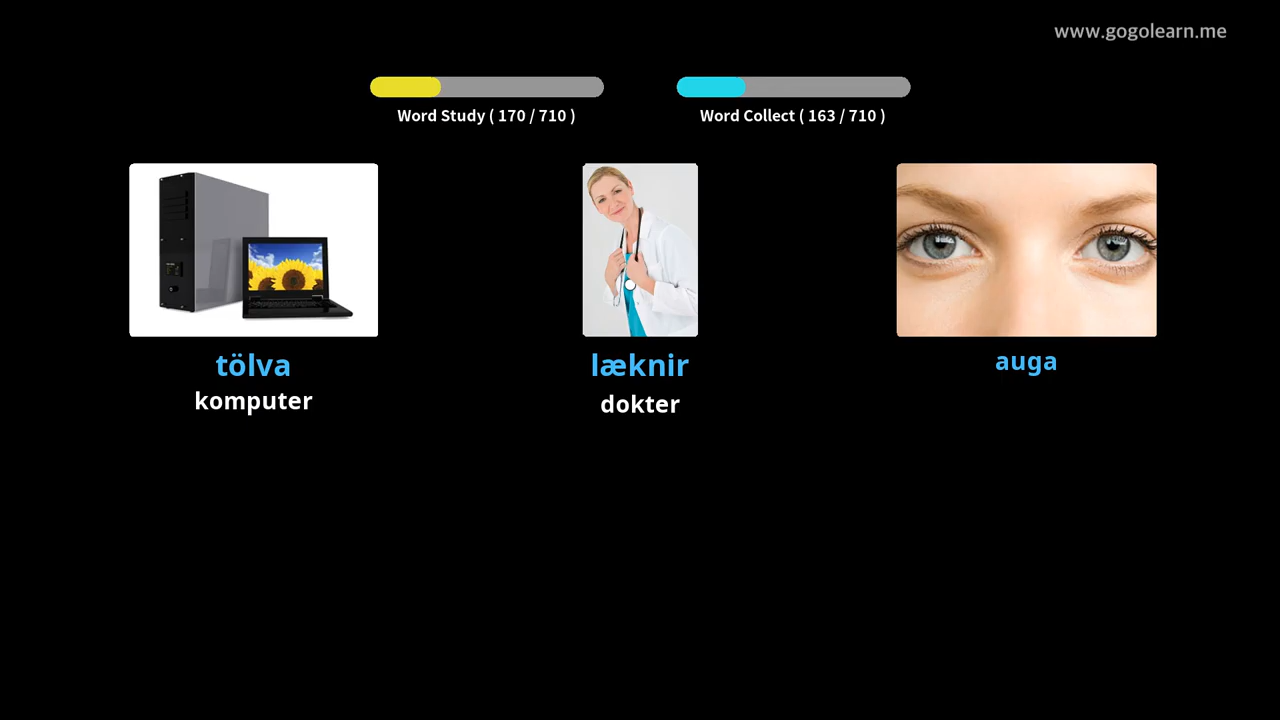 www.gogolearn.me
Word Study ( 170 / 710 )
Word Collect ( 163 / 710 )
tölva
komputer
læknir
dokter
auga